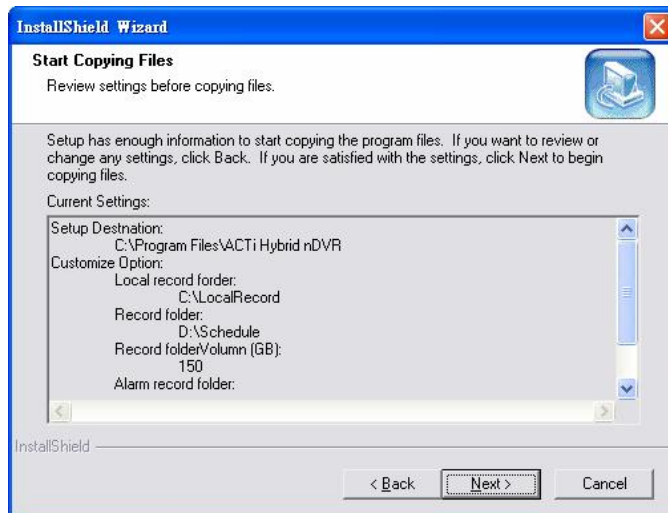 InstallShield Wizard
Start Copying Files
Review settings before copying files.
Setup has enough information to start copying the program files. If you want to review or
change any settings, click Back. If you are satisfied with the settings, click Next to begin
copying files.
Current Settings:
Setup Destnation:
C:\Program Files\ACTi Hybrid nDVR
Customize Option:
Local record forder:
C:\LocalRecord
Record folder:
D:\Schedule
Record folderVolumn (GB):
150
Alarm record folder:
InstallShield
< Back
Next >
Cancel